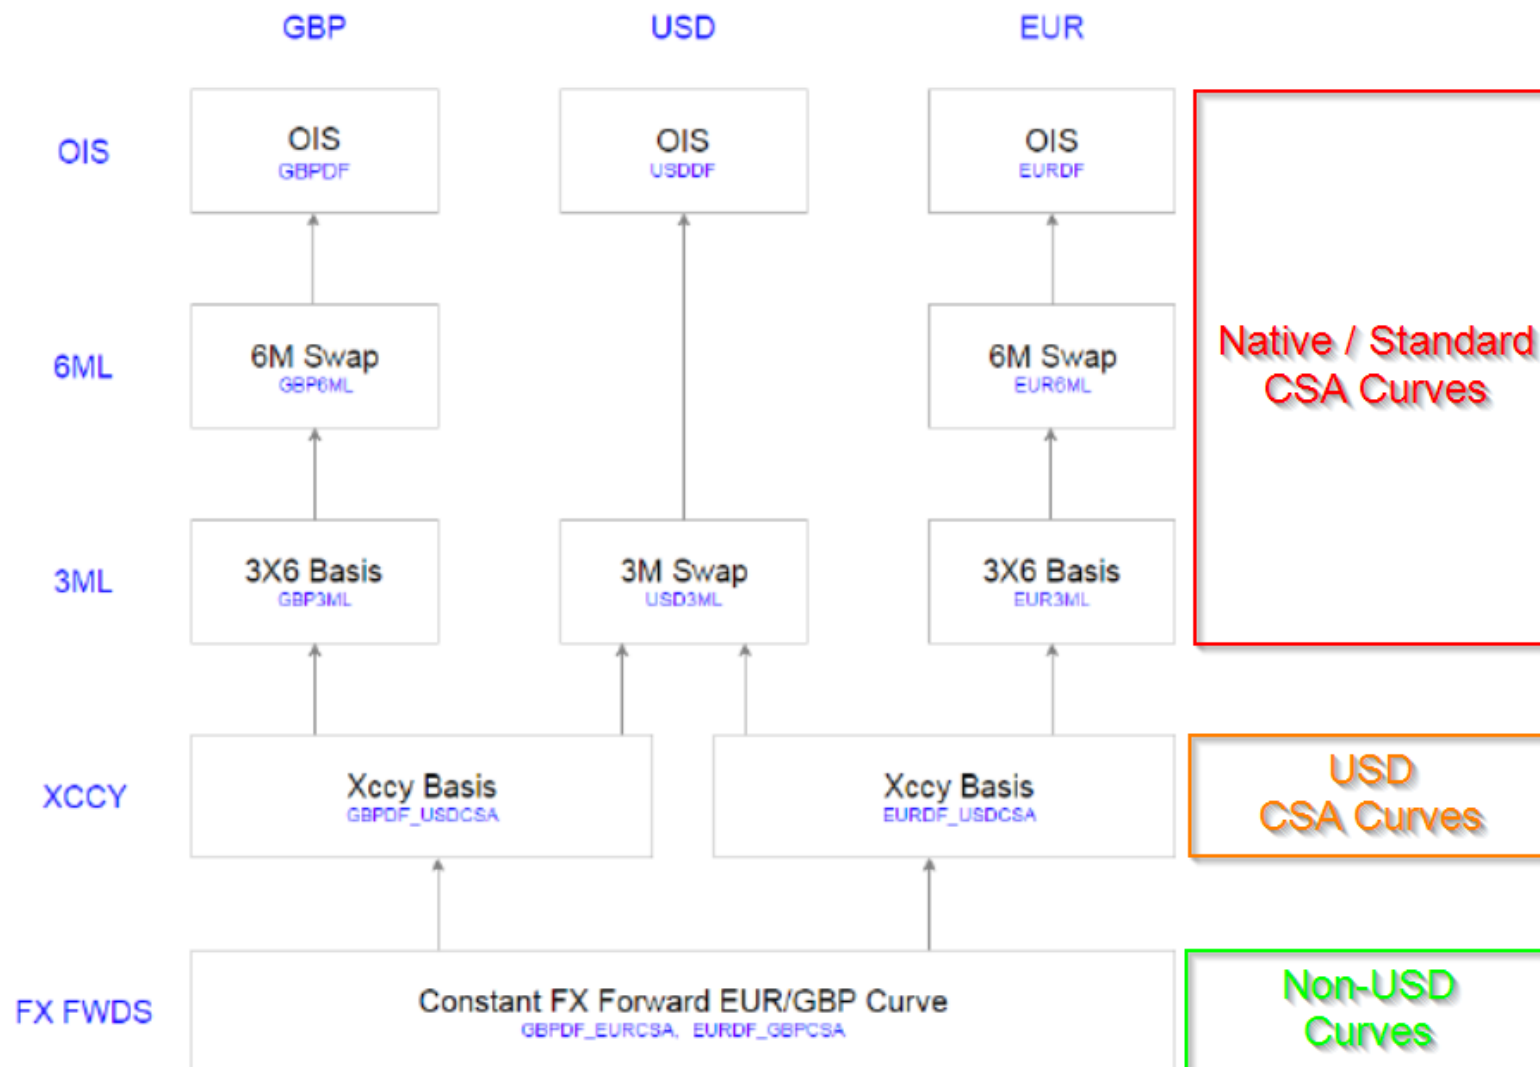 GBP USD EUR
OIS
OIS
GBPDF
OIS
USDDF
OIS
EURDF
6ML
6M Swap
GBP6ML
6M Swap
EUR6ML
Native / Standard
CSA Curves
3ML
3X6 Basis
GBP3ML
3M Swap
USD3ML
3X6 Basis
EUR3ML
XCCY
Xccy Basis
GBPDF_USDCSA
Xccy Basis
EURDF_USDCSA
USD
CSA Curves
FX FWDS
Constant FX Forward EUR/GBP Curve
GBPDF_EURCSA, EURDF_GBPCSA
Non-USD
Curves